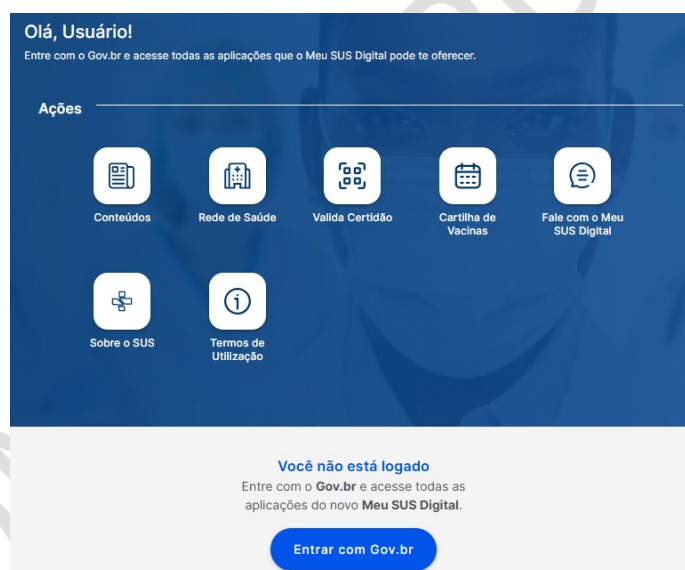 Olá, Usuário!
Entre com o Gov.br e acesse todas as aplicações que o Meu SUS Digital pode te oferecer.
Ações
Conteúdos
Rede de Saúde
Valida Certidão
Cartilha de
Vacinas
Fale com o Meu
SUS Digital
Sobre o SUS
Termos de
Utilização
Você não está logado
Entre com o Gov.br e acesse todas as
aplicações do novo Meu SUS Digital.
Entrar com Gov.br